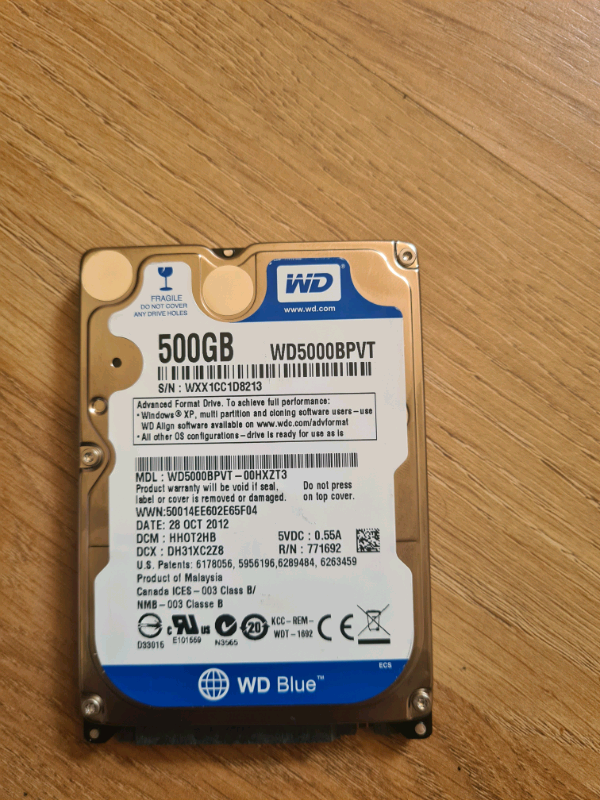 FRAGILE
DO NOT COVER
ANY DRIVE HOLES
WD®
www.wd.com
500GB WD5000BPVT
S/N : WXX1CC1D8213
Advanced Format Drive. To achieve full performance:
• Windows® XP, multi partition and cloning software users-use
WD Align software available on www.wdc.com/advformat
• All other OS configurations-drive is ready for use as is
MDL : WD5000BPVT-00HXZT3
Product warranty will be void if seal,
label or cover is removed or damaged.
Do not press
on top cover.
WWN:50014EE602E65F04
DATE: 28 OCT 2012
DCM : HHOT2HB
5VDC : 0.55A
DCX : DH31XC2Z8
R/N : 771692
U.S. Patents: 6178056, 5956196,6289484, 6263459
Product of Malaysia
Canada ICES-003 Class B/
NMB-003 Classe B
D33015
c RU us
E101559
N3565
20
KCC-REM-
WDT-1692
CE
ECS
WD Blue™